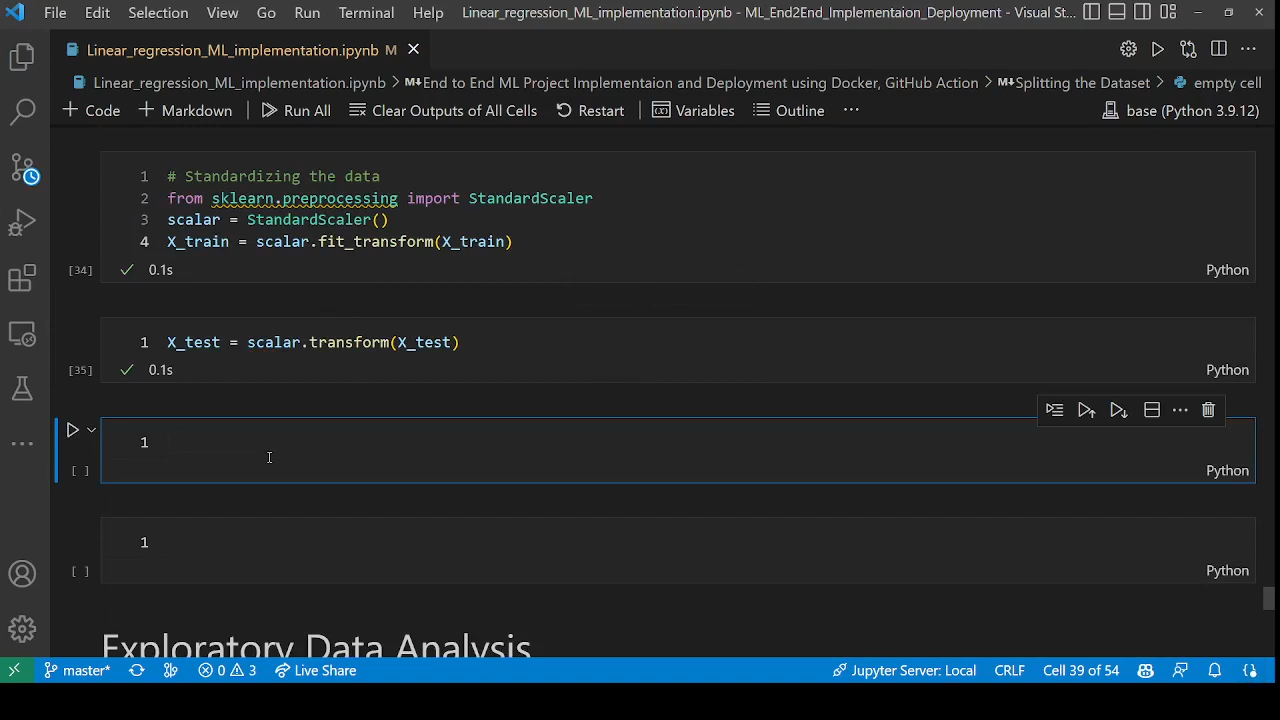 File Edit Selection View Go Run Terminal Help Linear_regression_ML_implementation.ipynb - ML_End2End_Implementaion_Deployment - Visual St...
Linear_regression_ML_implementation.ipynb M
Linear_regression_ML_implementation.ipynb > M↓End to End ML Project Implementaion and Deployment using Docker, GitHub Action > M↓Splitting the Dataset > empty cell
+ Code + Markdown Run All Clear Outputs of All Cells Restart Variables Outline ... base (Python 3.9.12)
1 # Standardizing the data
2 from sklearn.preprocessing import StandardScaler
3 scalar = StandardScaler()
4 X_train = scalar.fit_transform(X_train)
[34] ✓ 0.1s Python
1 X_test = scalar.transform(X_test)
[35] ✓ 0.1s Python
1
[ ] Python
1
[ ] Python
Exploratory Data Analysis
master* 0 3 Live Share Jupyter Server: Local CRLF Cell 39 of 54